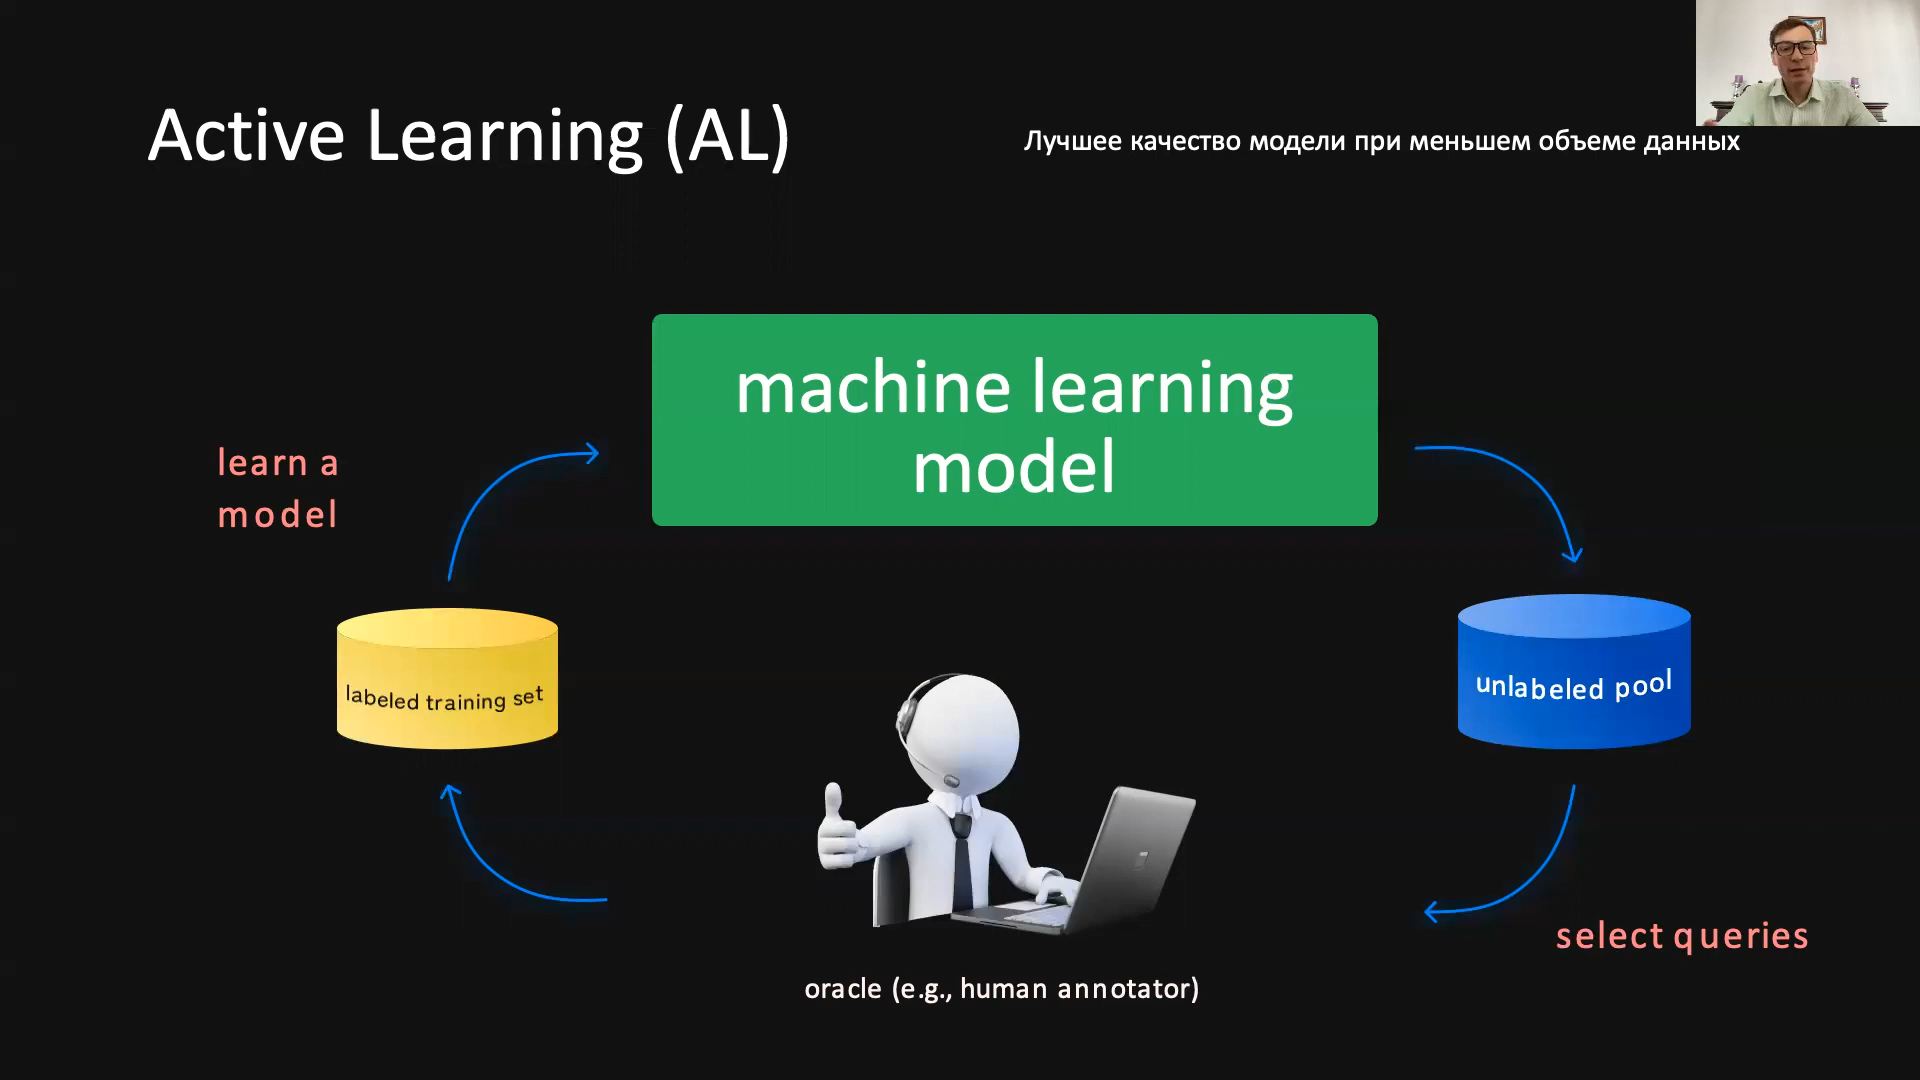 Active Learning (AL)
Лучшее качество модели при меньшем объеме данных
machine learning
model
learn a
model
labeled training set
unlabeled pool
select queries
oracle (e.g., human annotator)